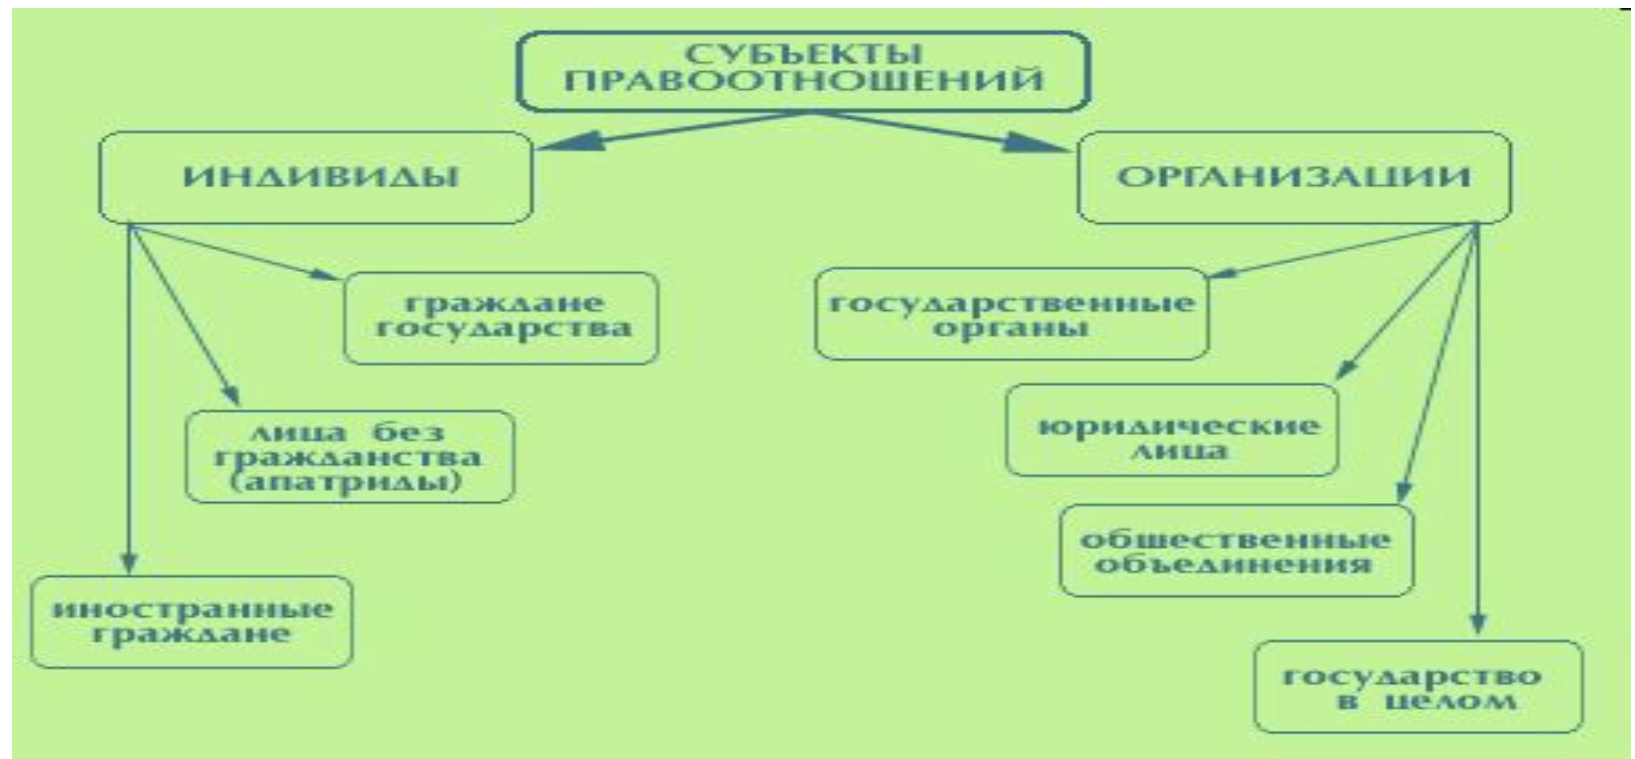 СУБЪЕКТЫ
ПРАВООТНОШЕНИЙ
ИНДИВИДЫ
ОРГАНИЗАЦИИ
граждане
государства
государственные
органы
лица без
гражданства
(апатриды)
юридические
лица
общественные
объединения
иностранные
граждане
государство
в целом